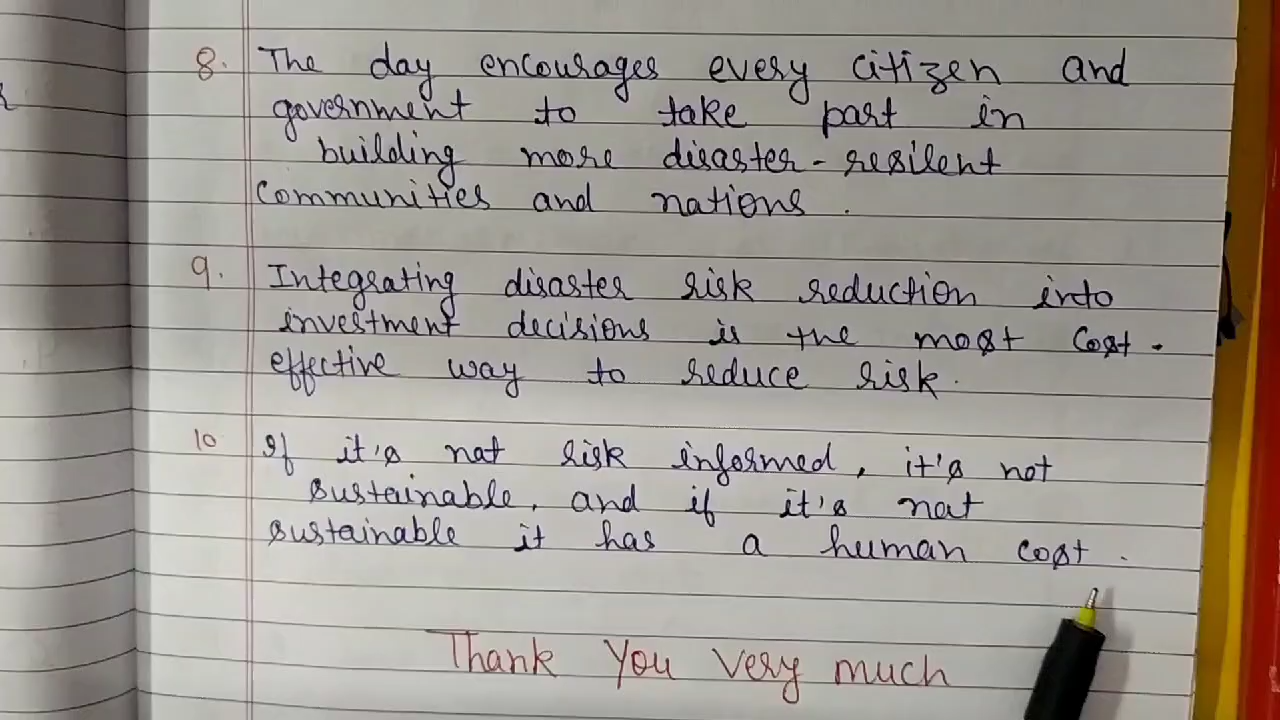 8. The day encourages every citizen and
government to take part in
building more disaster-resilent
communities and nations.
9. Integrating disaster risk reduction into
investment decisions is the most cost-
effective way to reduce risk.
10 If it's not risk informed, it's not
sustainable, and if it's not
sustainable it has a human cost.
Thank You very much